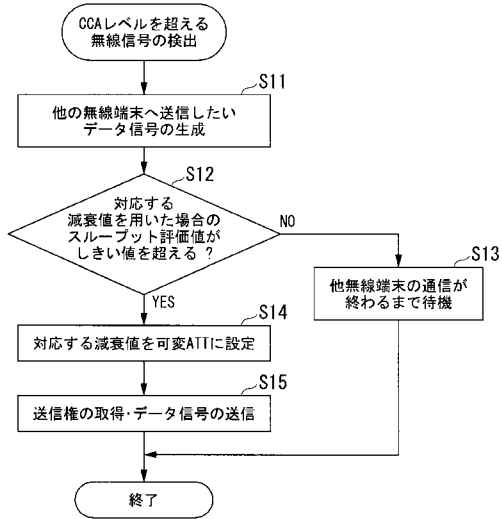 CCAレベルを超える
無線信号の検出
S11
他の無線端末へ送信したい
データ信号の生成
S12
対応する
減衰値を用いた場合の
スループット評価値が
しきい値を超える ?
NO
S13
他無線端末の通信が
終わるまで待機
YES
S14
対応する減衰値を可変ATTに設定
S15
送信権の取得・データ信号の送信
終了